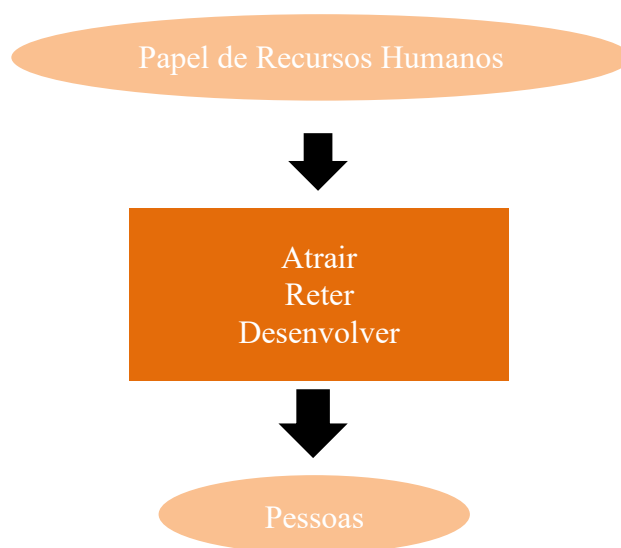 Papel de Recursos Humanos
Atrair
Reter
Desenvolver
Pessoas